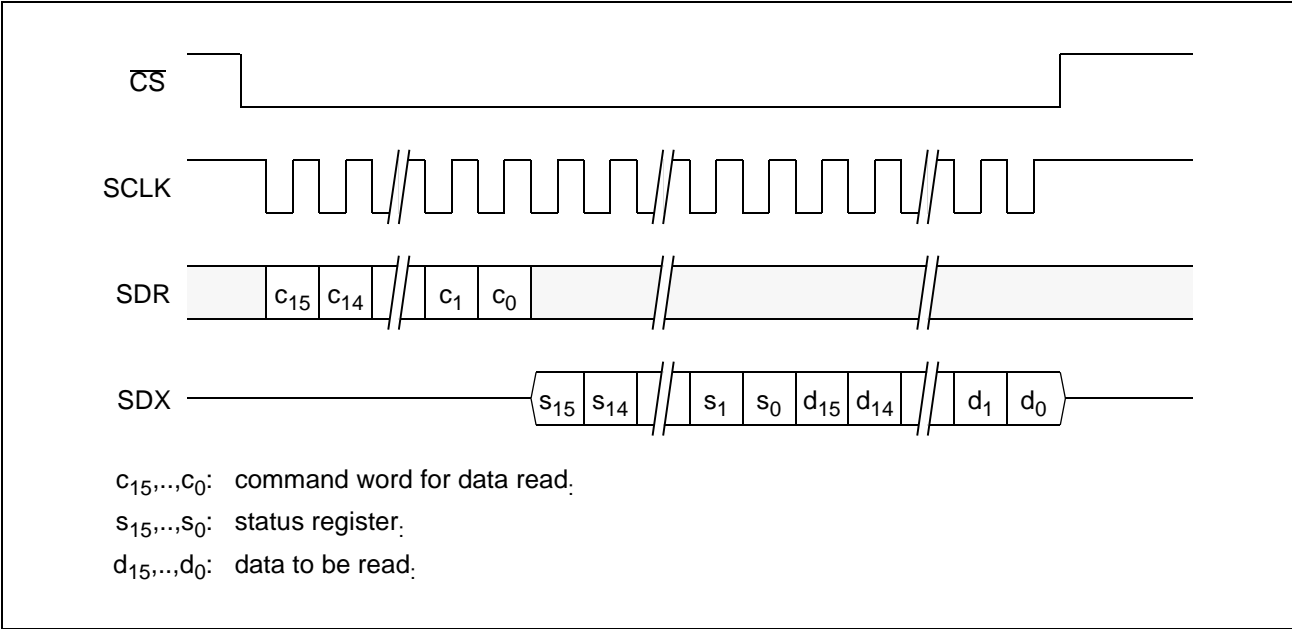 C̅S̅
SCLK
SDR c15 c14 c1 c0
SDX s15 s14 s1 s0 d15 d14 d1 d0
c15,..,c0: command word for data read:
s15,..,s0: status register:
d15,..,d0: data to be read: